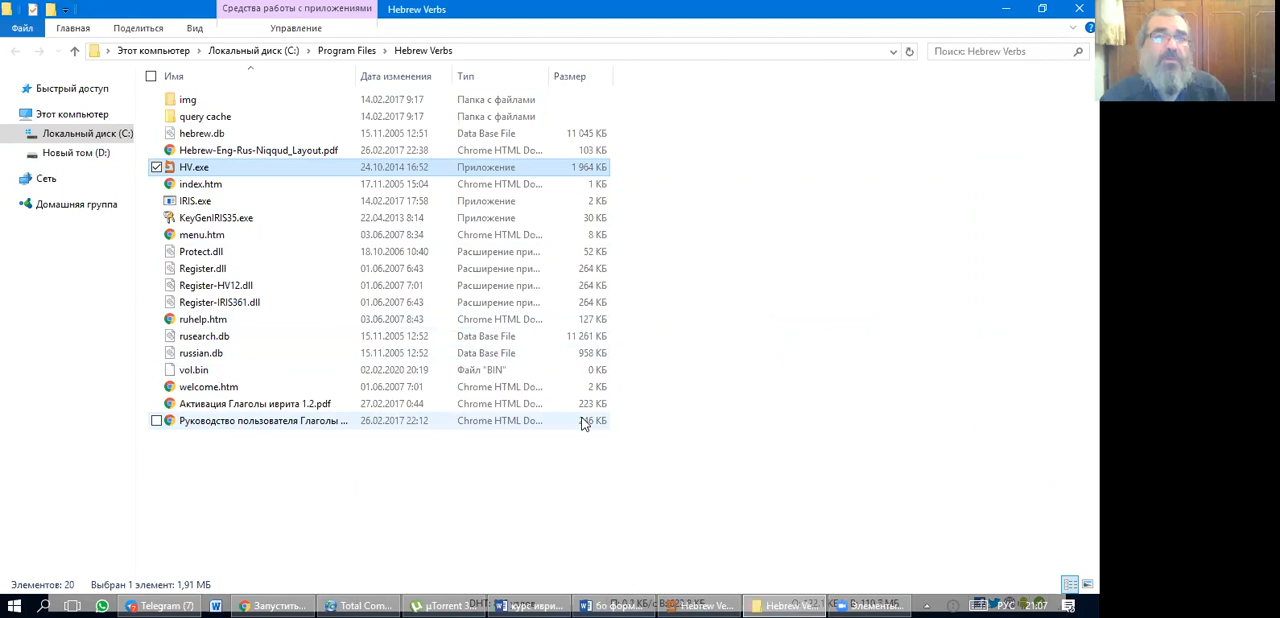 Средства работы с приложениями
Hebrew Verbs
Файл
Главная
Поделиться
Вид
Управление
Этот компьютер
Локальный диск (C:)
Program Files
Hebrew Verbs
Поиск: Hebrew Verbs
Быстрый доступ
Этот компьютер
Локальный диск (C:)
Новый том (D:)
Сеть
Домашняя группа
Имя Дата изменения Тип Размер
img 14.02.2017 9:17 Папка с файлами
query cache 14.02.2017 9:17 Папка с файлами
hebrew.db 15.11.2005 12:51 Data Base File 11 045 КБ
Hebrew-Eng-Rus-Niqqud_Layout.pdf 26.02.2017 22:38 Chrome HTML Do... 103 КБ
HV.exe 24.10.2014 16:52 Приложение 1 964 КБ
index.htm 17.11.2005 15:04 Chrome HTML Do... 1 КБ
IRIS.exe 14.02.2017 17:58 Приложение 2 КБ
KeyGenIRIS35.exe 22.04.2013 8:14 Приложение 30 КБ
menu.htm 03.06.2007 8:34 Chrome HTML Do... 8 КБ
Protect.dll 18.10.2006 10:40 Расширение при... 52 КБ
Register.dll 01.06.2007 6:43 Расширение при... 264 КБ
Register-HV12.dll 01.06.2007 7:01 Расширение при... 264 КБ
Register-IRIS361.dll 01.06.2007 6:43 Расширение при... 264 КБ
ruhelp.htm 03.06.2007 8:43 Chrome HTML Do... 127 КБ
rusearch.db 15.11.2005 12:52 Data Base File 11 261 КБ
russian.db 15.11.2005 12:52 Data Base File 958 КБ
vol.bin 02.02.2020 20:19 Файл "BIN" 0 КБ
welcome.htm 01.06.2007 7:01 Chrome HTML Do... 2 КБ
Активация Глаголы иврита 1.2.pdf 27.02.2017 0:44 Chrome HTML Do... 223 КБ
Руководство пользователя Глаголы ... 26.02.2017 22:12 Chrome HTML Do... КБ
Элементов: 20 Выбран 1 элемент: 1,91 МБ
Telegram (7)
Запустить...
Total Com...
µTorrent 3...
курс иври...
бо форм...
Hebrew Ve...
Hebrew Ve...
Элементы...
РУС
21:07